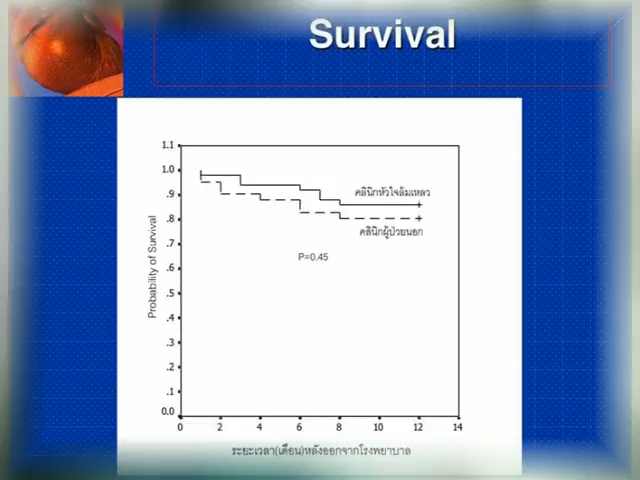 Survival
1.1
1.0
.9
.8
.7
.6
.5
.4
.3
.2
.1
0.0
Probability of Survival
คลินิกหัวใจล้มเหลว
คลินิกผู้ป่วยนอก
P=0.45
0 2 4 6 8 10 12 14
ระยะเวลา(เดือน)หลังออกจากโรงพยาบาล